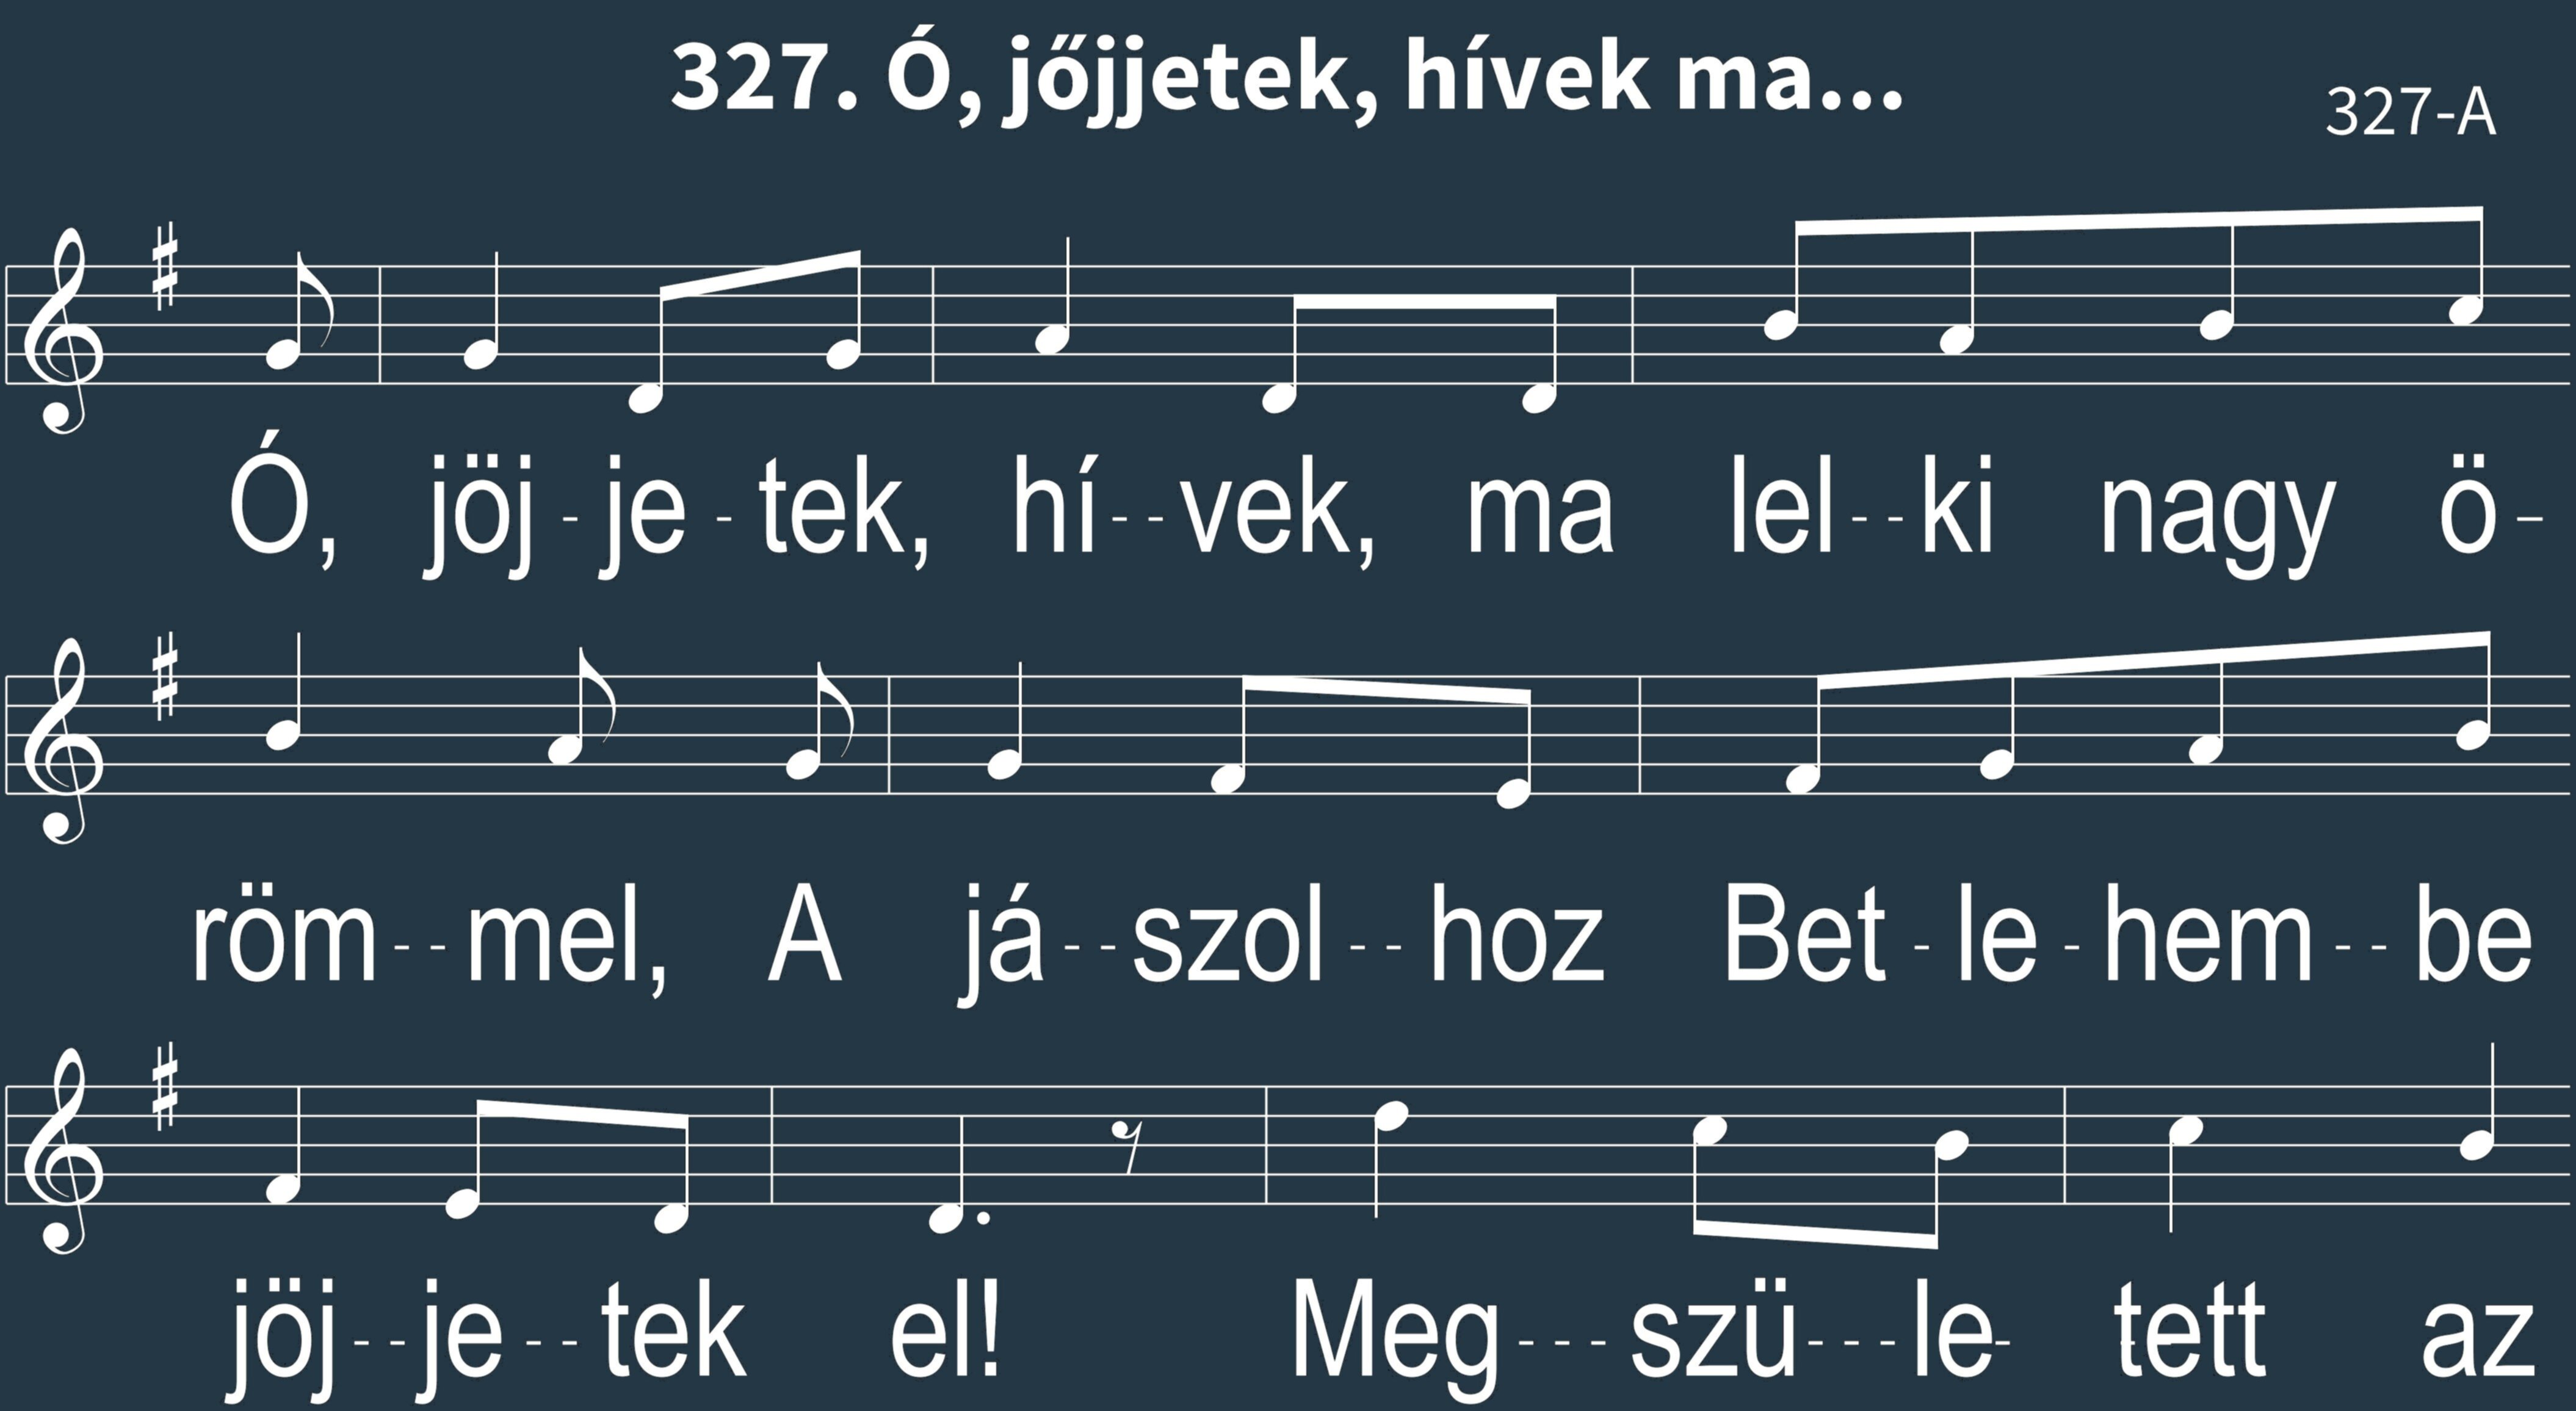 327. Ó, jőjjetek, hívek ma...
327-A
Ó, jöj - je - tek, hí--vek, ma lel--ki nagy ö-
röm--mel, A já--szol--hoz Bet-le-hem--be
jöj--je--tek el! Meg---szü---le- tett az